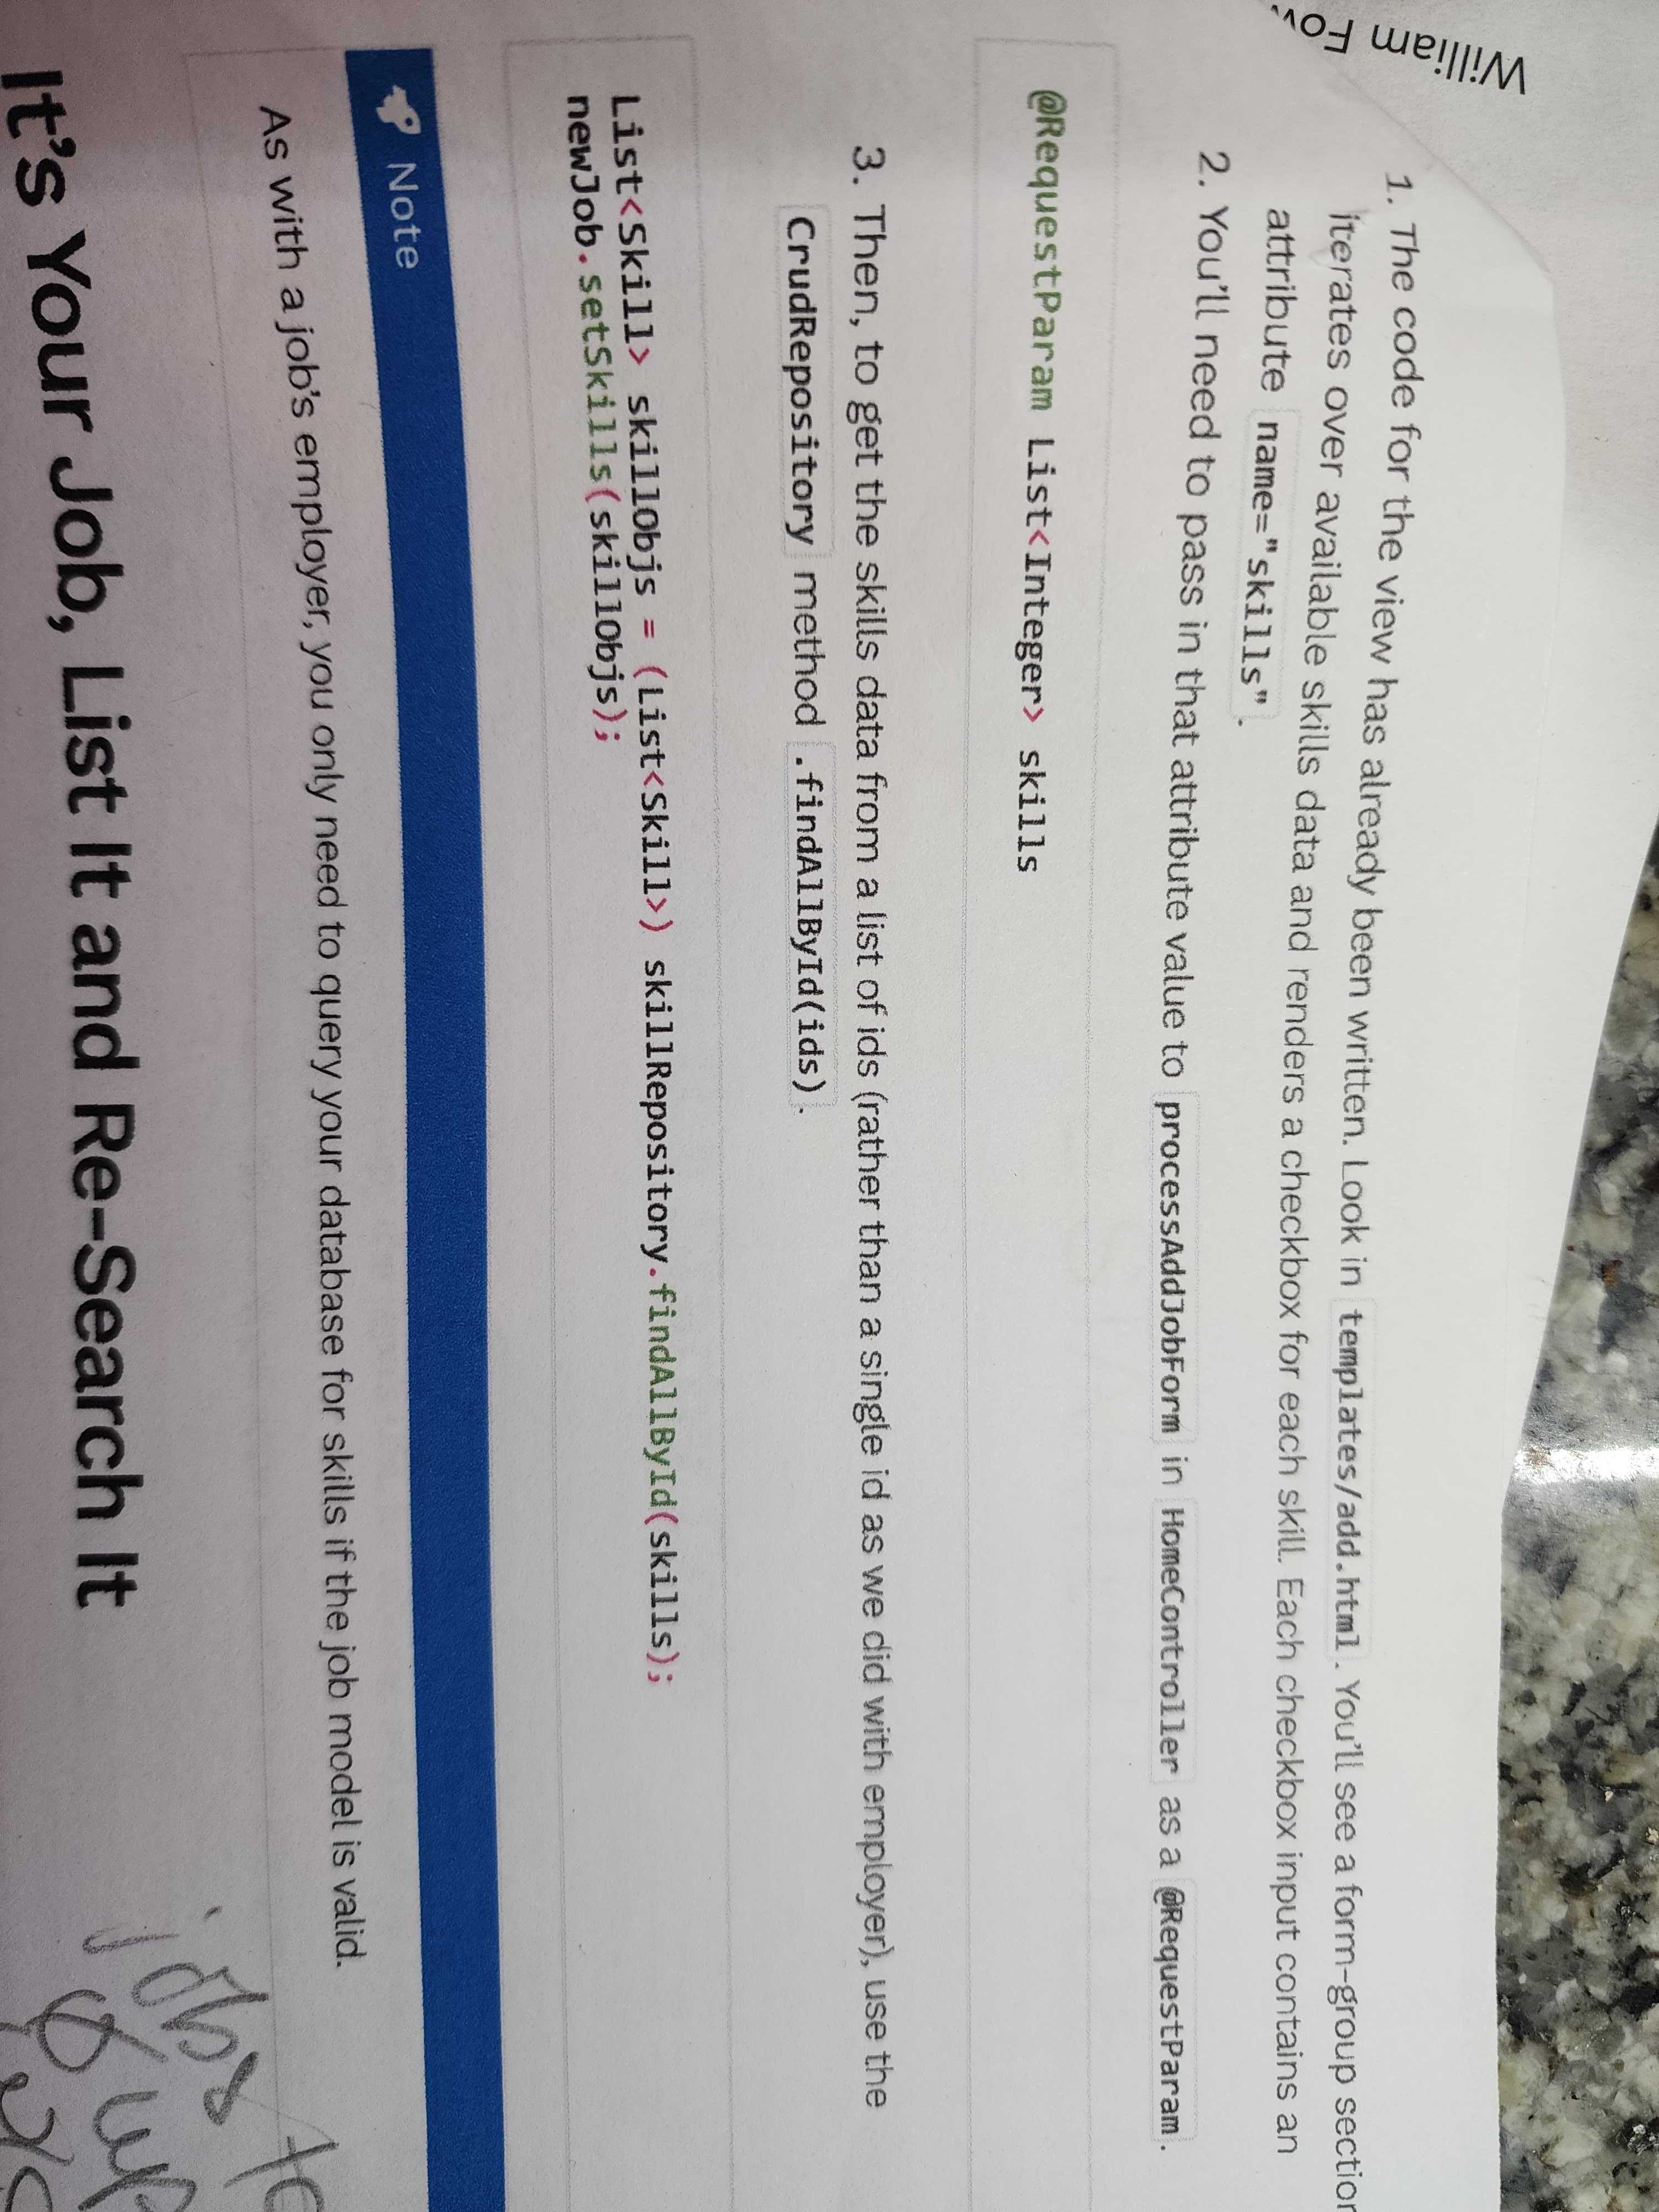 William
1. The code for the view has already been written. Look in templates/add.html. You'll see a form-group section
iterates over available skills data and renders a checkbox for each skill. Each checkbox input contains an
attribute name="skills".
2. You'll need to pass in that attribute value to processAddJobForm in HomeController as a @RequestParam.
@RequestParam List<Integer> skills
3. Then, to get the skills data from a list of ids (rather than a single id as we did with employer), use the
CrudRepository method .findAllById(ids).
List<Skill> skillObjs = (List<Skill>) skillRepository.findAllById(skills);
newJob.setSkills(skillObjs);
Note
As with a job's employer, you only need to query your database for skills if the job model is valid.
It's Your Job, List It and Re-Search It
jobs